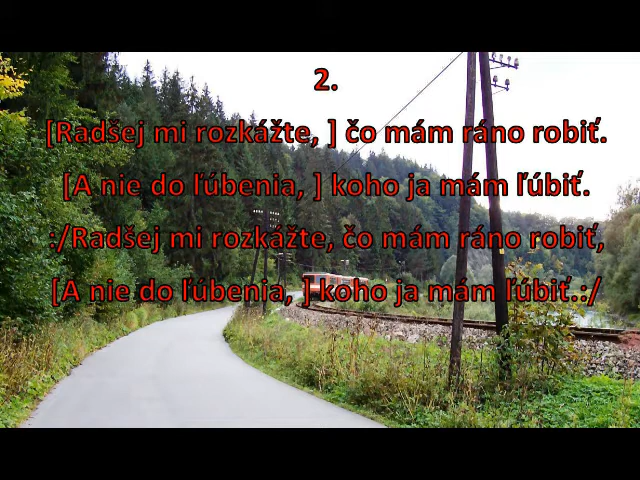 2.
[Radšej mi rozkážte, ] čo mám ráno robiť.
[A nie do ľúbenia, ] koho ja mám ľúbiť.
:/Radšej mi rozkážte, čo mám ráno robiť,
[A nie do ľúbenia, ] koho ja mám ľúbiť.:/